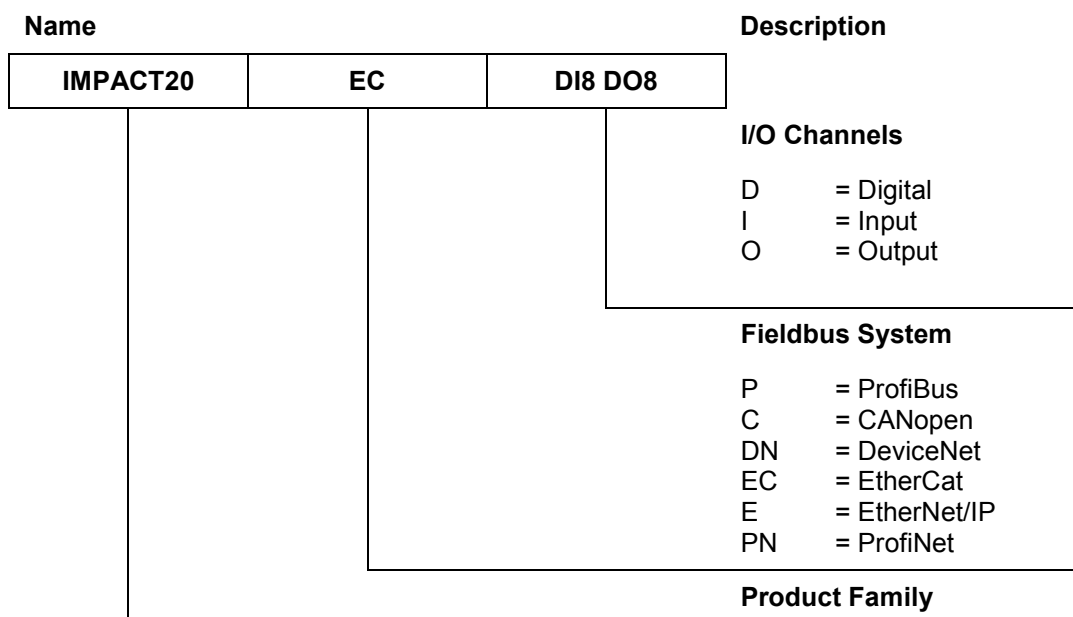 Name Description
IMPACT20 EC DI8 DO8
I/O Channels
D = Digital
I = Input
O = Output
Fieldbus System
P = ProfiBus
C = CANopen
DN = DeviceNet
EC = EtherCat
E = EtherNet/IP
PN = ProfiNet
Product Family